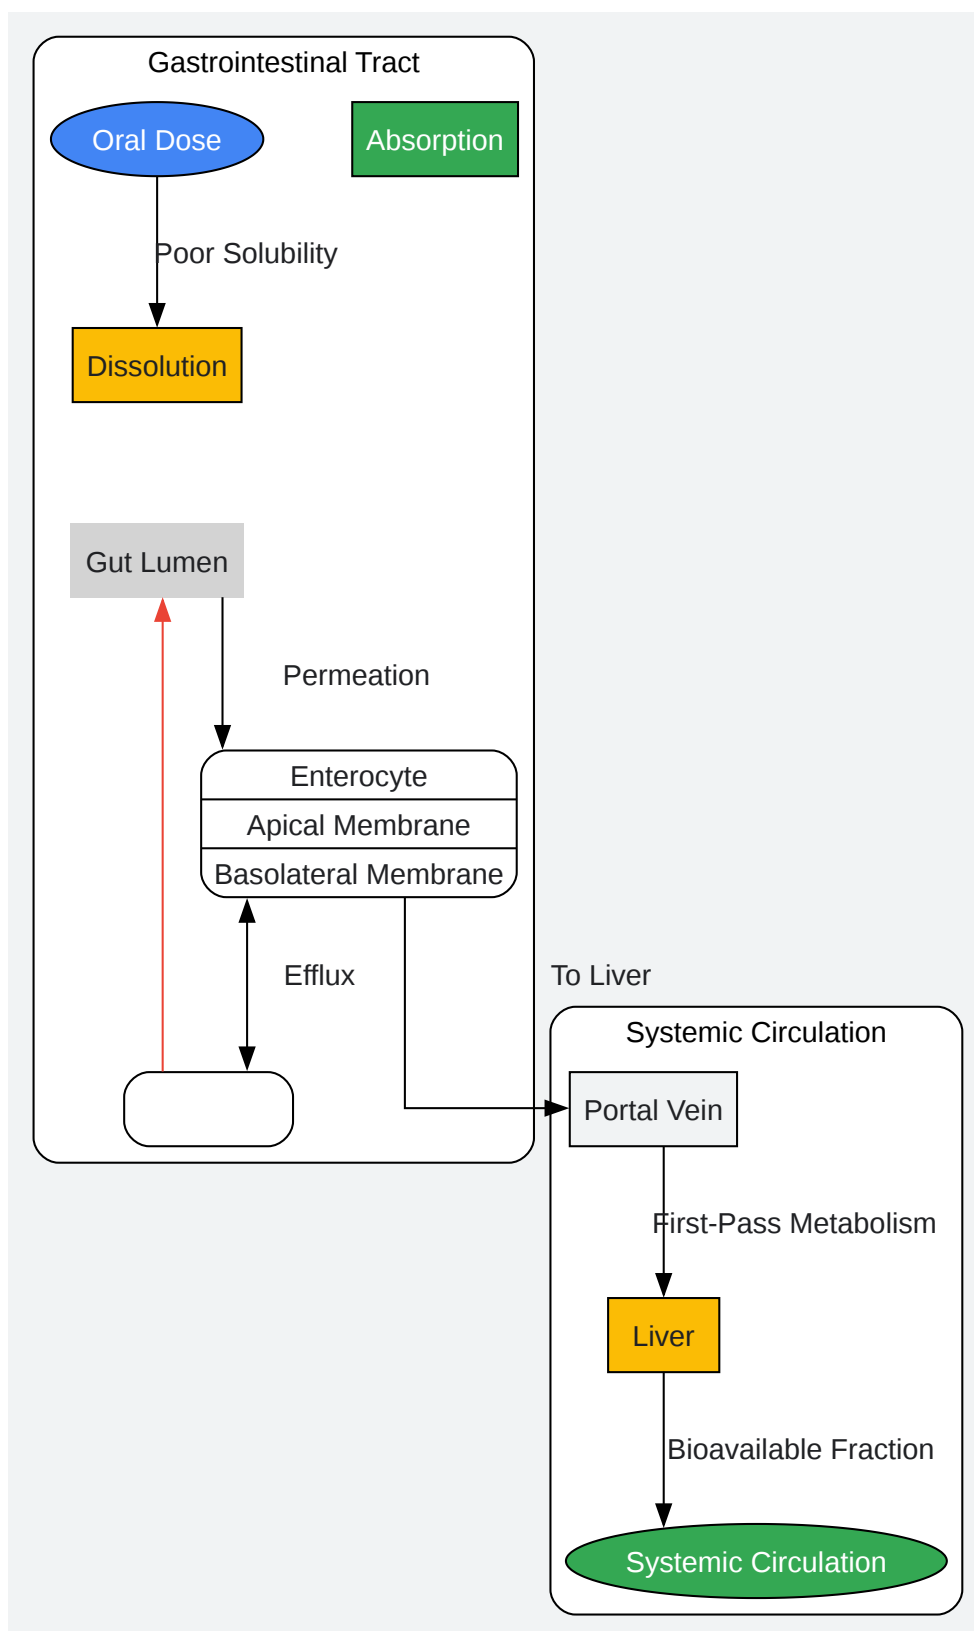 Gastrointestinal Tract
Oral Dose
Absorption
Poor Solubility
Dissolution
Gut Lumen
Permeation
Enterocyte
Apical Membrane
Basolateral Membrane
Efflux
To Liver
Systemic Circulation
Portal Vein
First-Pass Metabolism
Liver
Bioavailable Fraction
Systemic Circulation